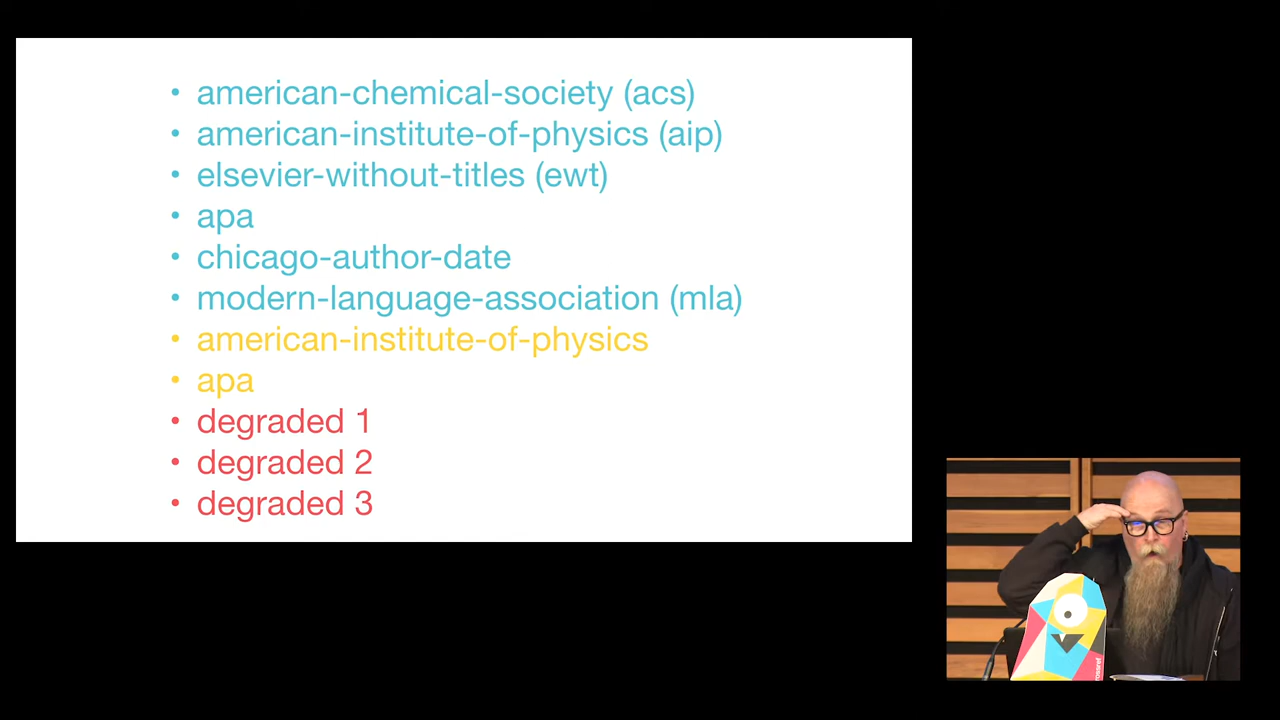 • american-chemical-society (acs)
• american-institute-of-physics (aip)
• elsevier-without-titles (ewt)
• apa
• chicago-author-date
• modern-language-association (mla)
• american-institute-of-physics
• apa
• degraded 1
• degraded 2
• degraded 3
crossref